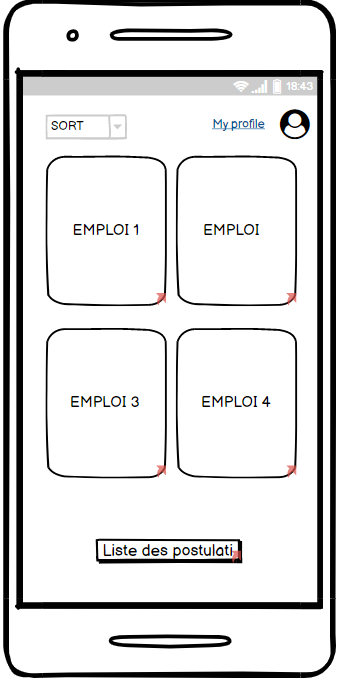 18:43
SORT
My profile
EMPLOI 1
EMPLOI
EMPLOI 3
EMPLOI 4
Liste des postulati